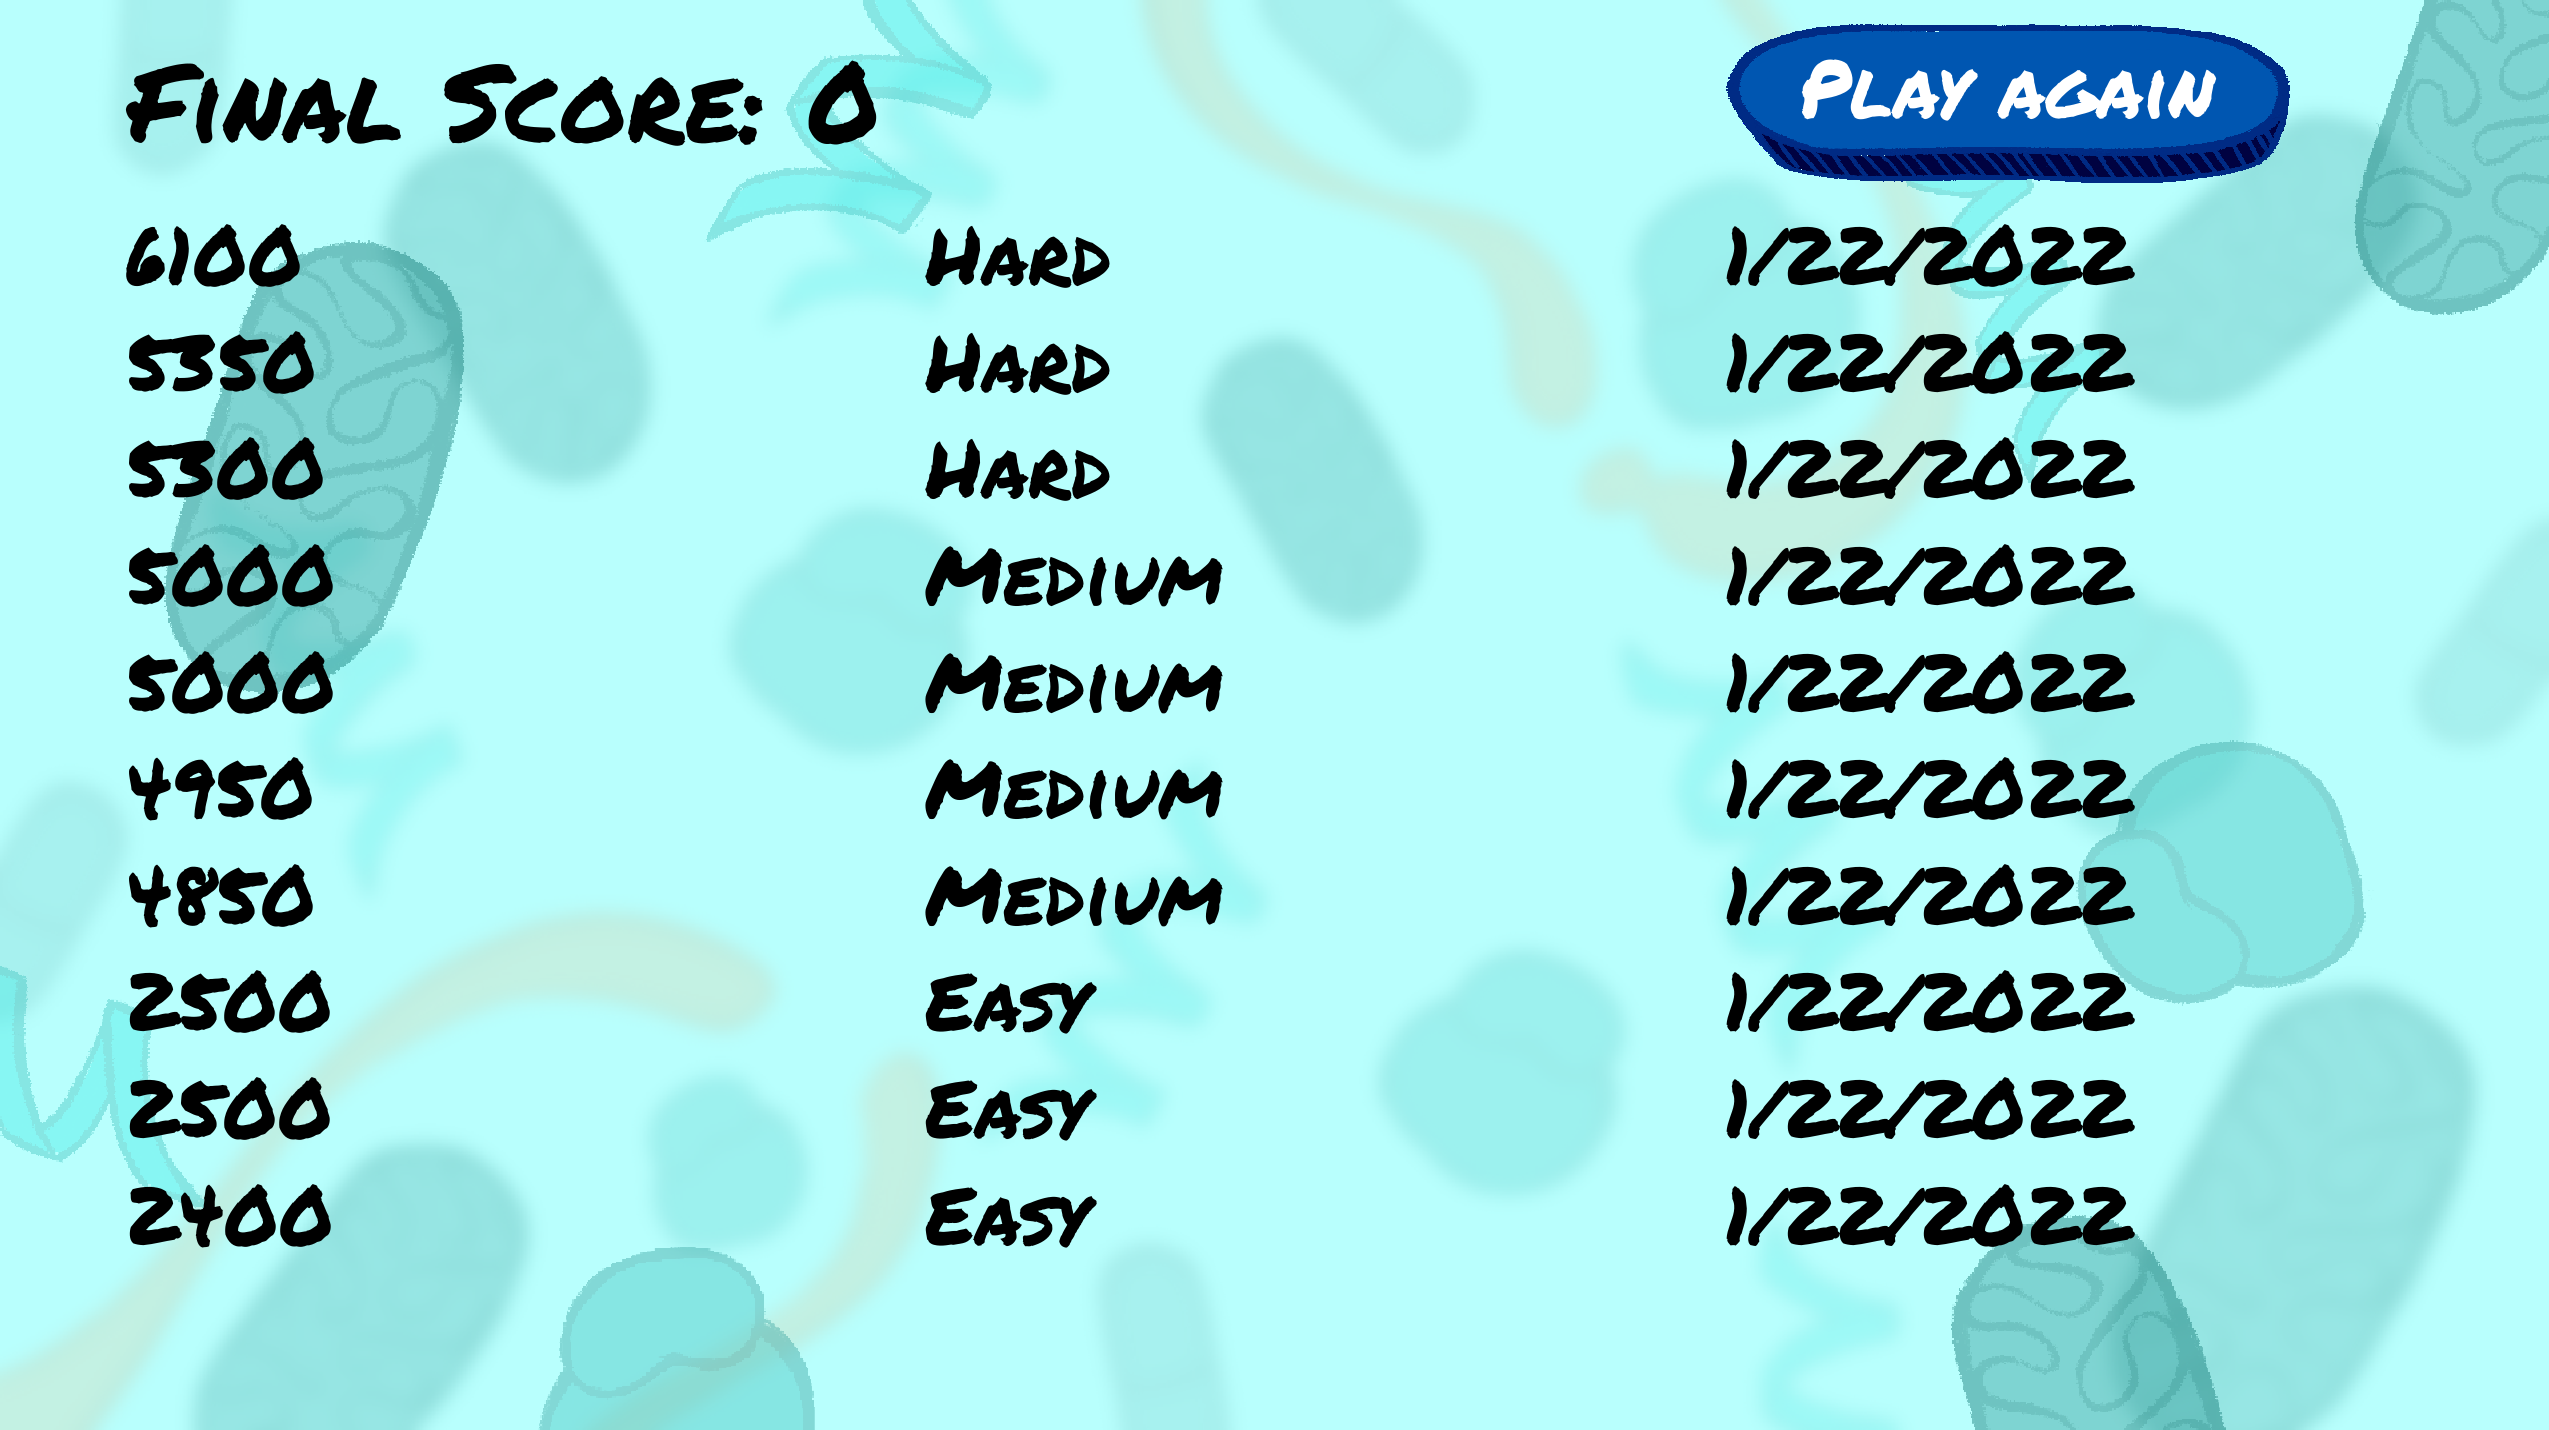 Final Score: 0
Play again
6100 Hard 1/22/2022
5350 Hard 1/22/2022
5300 Hard 1/22/2022
5000 Medium 1/22/2022
5000 Medium 1/22/2022
4950 Medium 1/22/2022
4850 Medium 1/22/2022
2500 Easy 1/22/2022
2500 Easy 1/22/2022
2400 Easy 1/22/2022